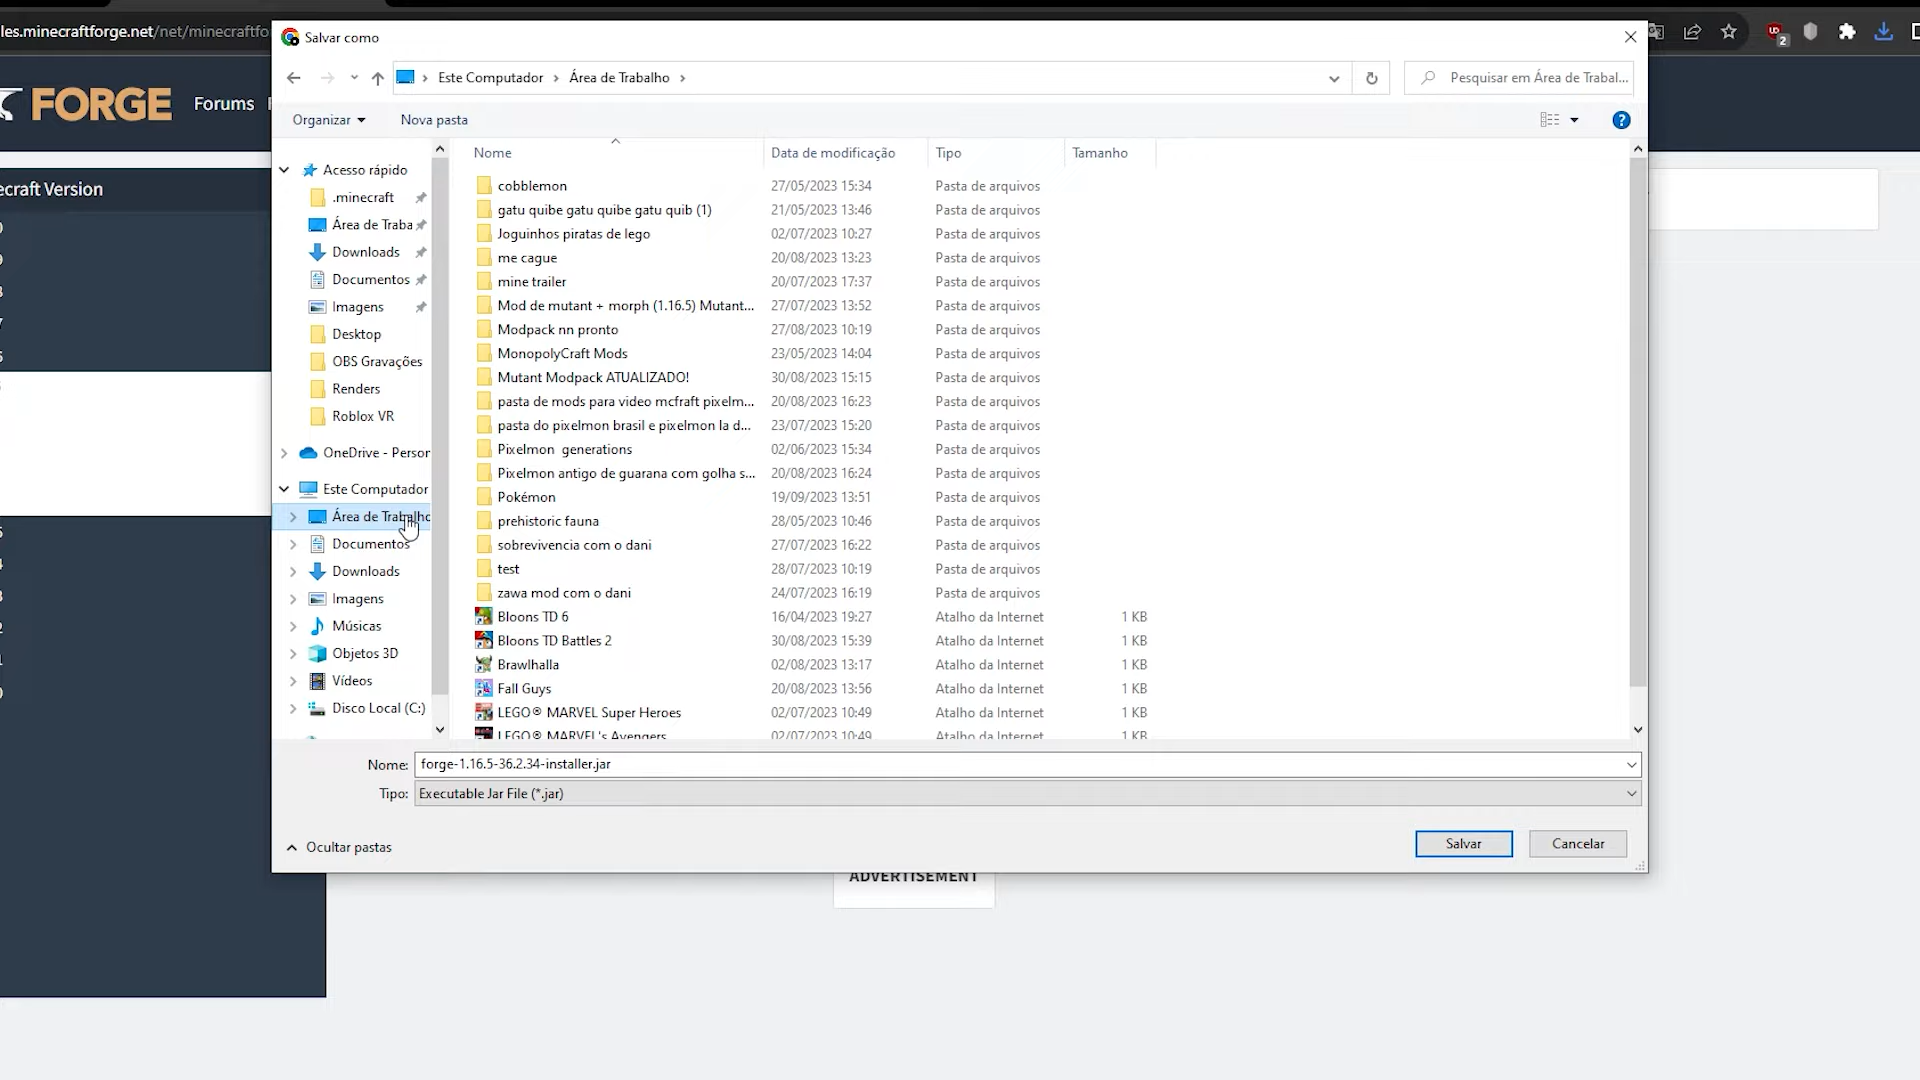 les.minecraftforge.net/net/minecraftfo
2
FORGE
Forums
ecraft Version
Salvar como
Este Computador
Área de Trabalho
Pesquisar em Área de Trabal...
Organizar
Nova pasta
?
Acesso rápido
.minecraft
Área de Traba
Downloads
Documentos
Imagens
Desktop
OBS Gravações
Renders
Roblox VR
OneDrive - Person
Este Computador
Área de Trabalho
Documentos
Downloads
Imagens
Músicas
Objetos 3D
Vídeos
Disco Local (C:)
Nome Data de modificação Tipo Tamanho
cobblemon 27/05/2023 15:34 Pasta de arquivos
gatu quibe gatu quibe gatu quib (1) 21/05/2023 13:46 Pasta de arquivos
Joguinhos piratas de lego 02/07/2023 10:27 Pasta de arquivos
me cague 20/08/2023 13:23 Pasta de arquivos
mine trailer 20/07/2023 17:37 Pasta de arquivos
Mod de mutant + morph (1.16.5) Mutant... 27/07/2023 13:52 Pasta de arquivos
Modpack nn pronto 27/08/2023 10:19 Pasta de arquivos
MonopolyCraft Mods 23/05/2023 14:04 Pasta de arquivos
Mutant Modpack ATUALIZADO! 30/08/2023 15:15 Pasta de arquivos
pasta de mods para video mcfraft pixelm... 20/08/2023 16:23 Pasta de arquivos
pasta do pixelmon brasil e pixelmon la d... 23/07/2023 15:20 Pasta de arquivos
Pixelmon generations 02/06/2023 15:34 Pasta de arquivos
Pixelmon antigo de guarana com golha s... 20/08/2023 16:24 Pasta de arquivos
Pokémon 19/09/2023 13:51 Pasta de arquivos
prehistoric fauna 28/05/2023 10:46 Pasta de arquivos
sobrevivencia com o dani 27/07/2023 16:22 Pasta de arquivos
test 28/07/2023 10:19 Pasta de arquivos
zawa mod com o dani 24/07/2023 16:19 Pasta de arquivos
Bloons TD 6 16/04/2023 19:27 Atalho da Internet 1 KB
Bloons TD Battles 2 30/08/2023 15:39 Atalho da Internet 1 KB
Brawlhalla 02/08/2023 13:17 Atalho da Internet 1 KB
Fall Guys 20/08/2023 13:56 Atalho da Internet 1 KB
LEGO® MARVEL Super Heroes 02/07/2023 10:49 Atalho da Internet 1 KB
LEGO® MARVEL's Avengers 02/07/2023 10:49 Atalho da Internet 1 KB
Nome: forge-1.16.5-36.2.34-installer.jar
Tipo: Executable Jar File (*.jar)
Ocultar pastas
Salvar
Cancelar
ADVERTISEMENT